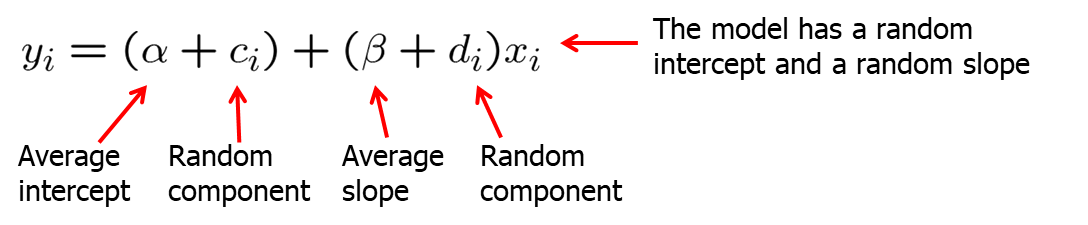 yᵢ = (α + cᵢ) + (β + dᵢ)xᵢ
The model has a random
intercept and a random slope
Average
intercept
Random
component
Average
slope
Random
component